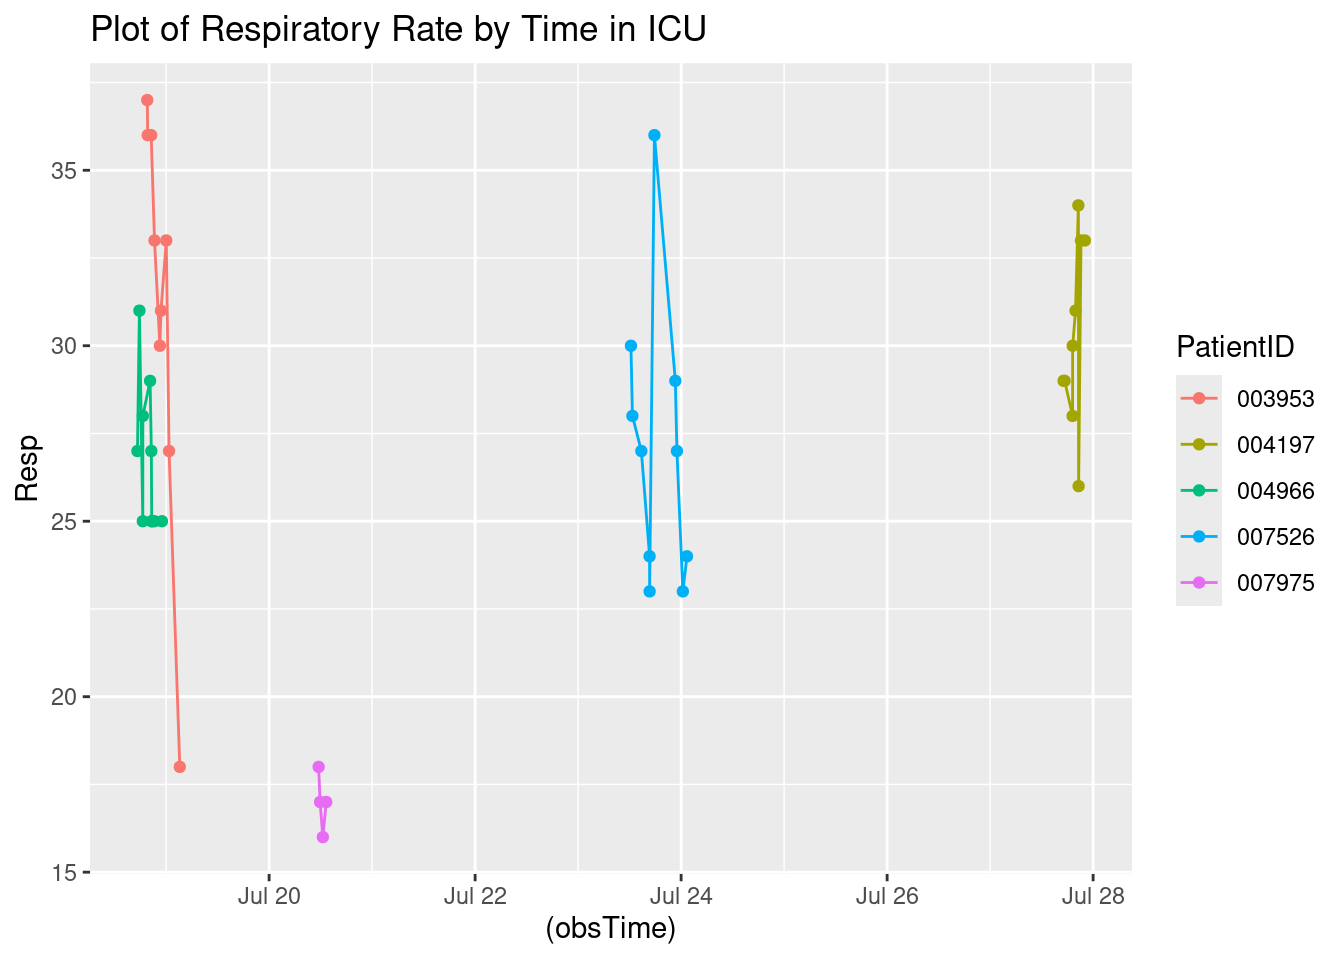 Plot of Respiratory Rate by Time in ICU
35
30
25
20
15
Resp
Jul 20
Jul 22
Jul 24
Jul 26
Jul 28
(obsTime)
PatientID
003953
004197
004966
007526
007975